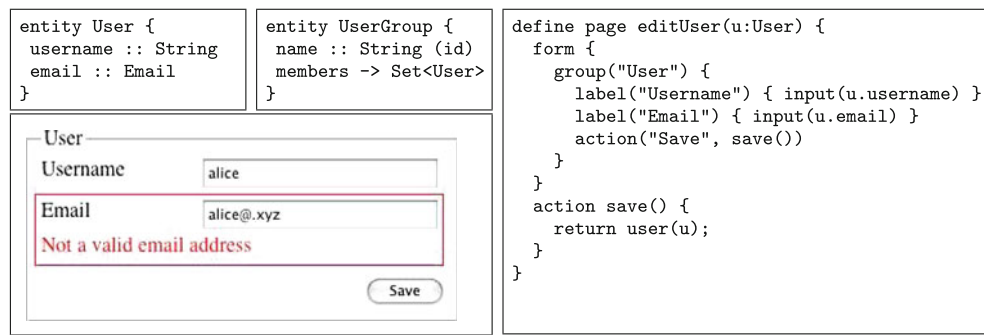 entity User {
username :: String
email :: Email
}
entity UserGroup {
name :: String (id)
members -> Set<User>
}
User
Username
alice
Email
alice@.xyz
Not a valid email address
Save
define page editUser(u:User) {
form {
group("User") {
label("Username") { input(u.username) }
label("Email") { input(u.email) }
action("Save", save())
}
}
action save() {
return user(u);
}
}